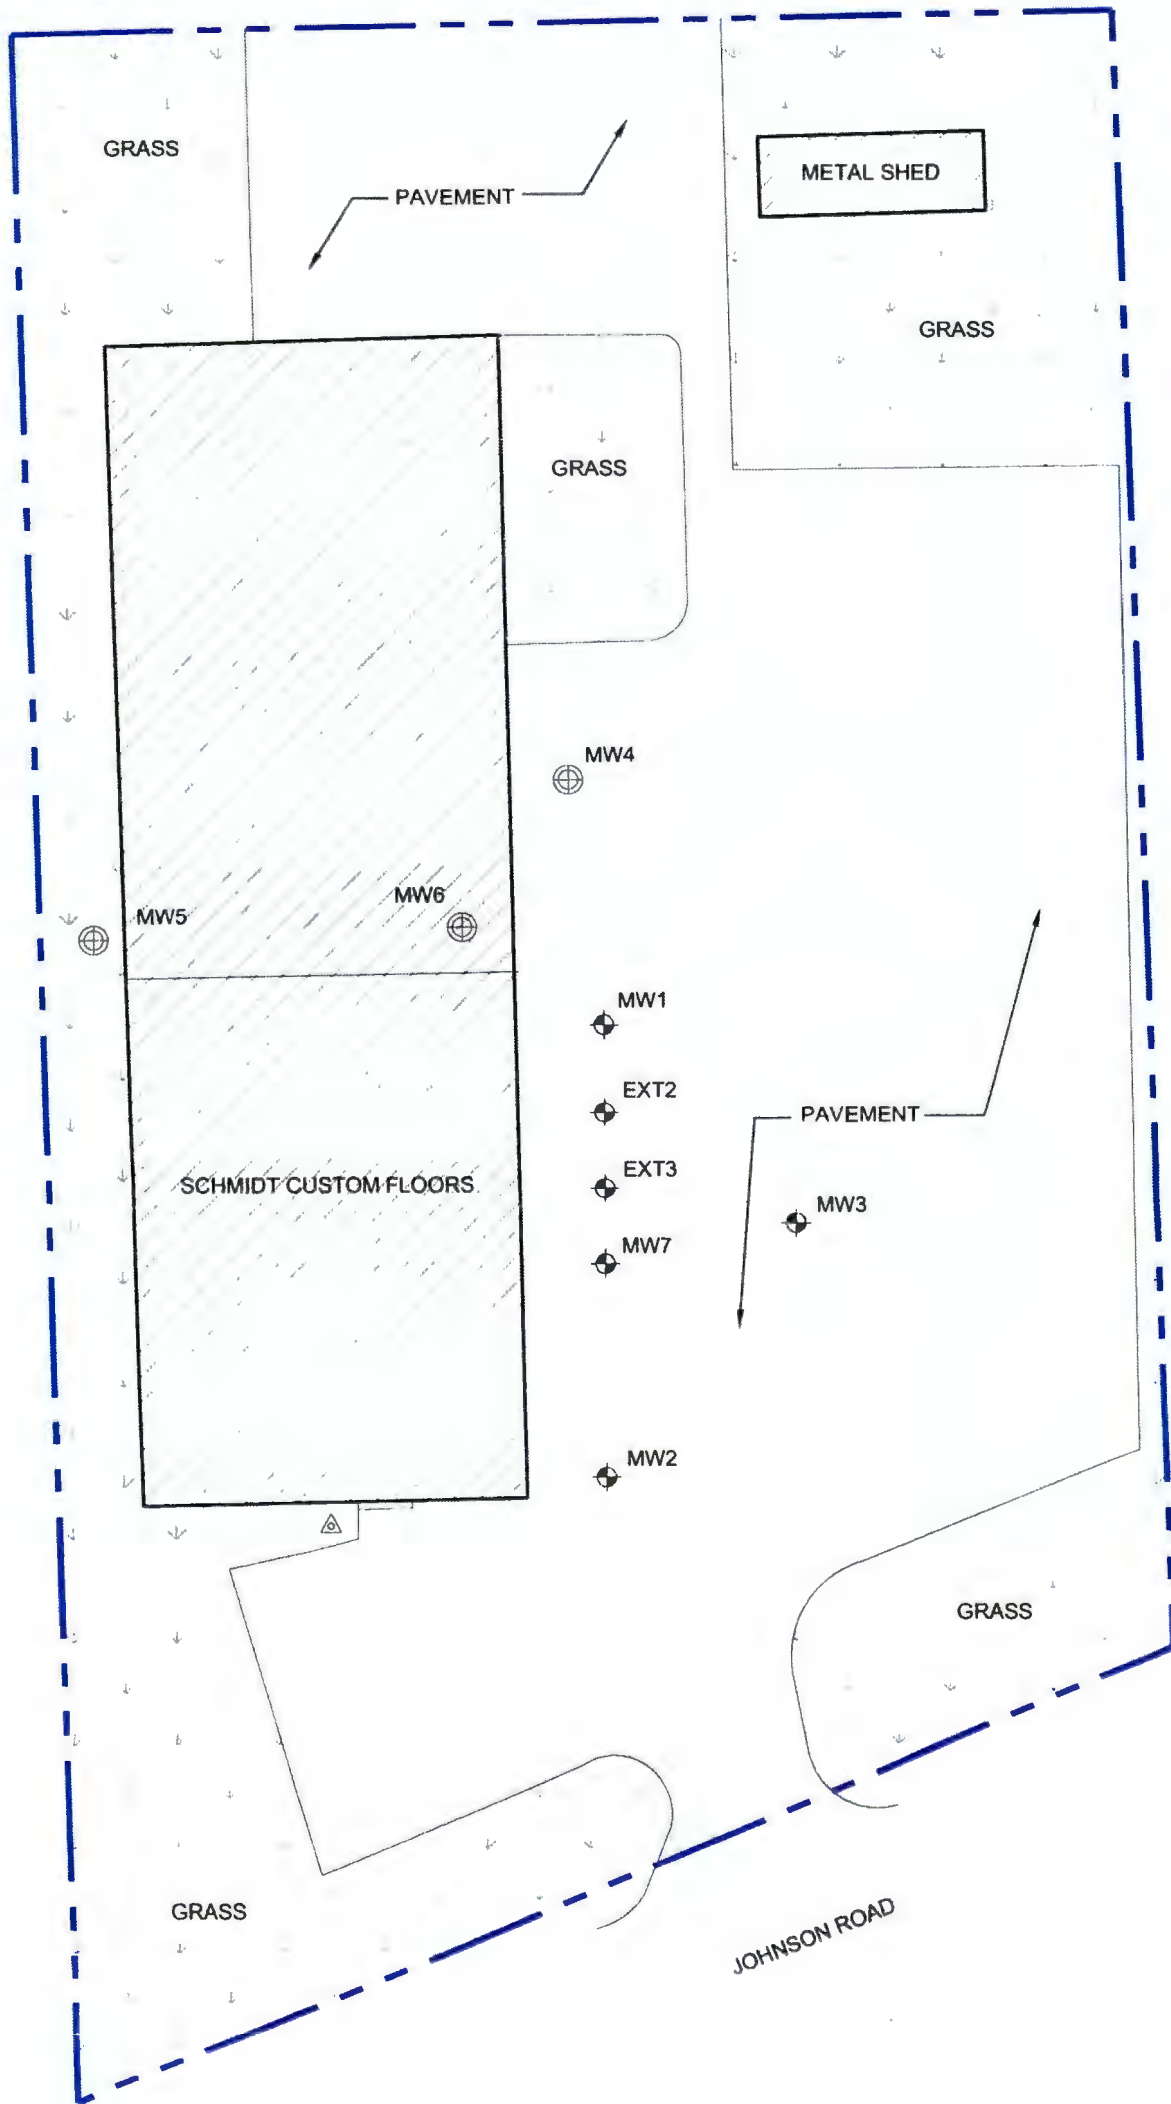 GRASS
METAL SHED
PAVEMENT
GRASS
GRASS
MW4
MW6
MW5
MW1
EXT2
PAVEMENT
EXT3
SCHMIDT CUSTOM FLOORS
MW3
MW7
MW2
GRASS
GRASS
JOHNSON ROAD